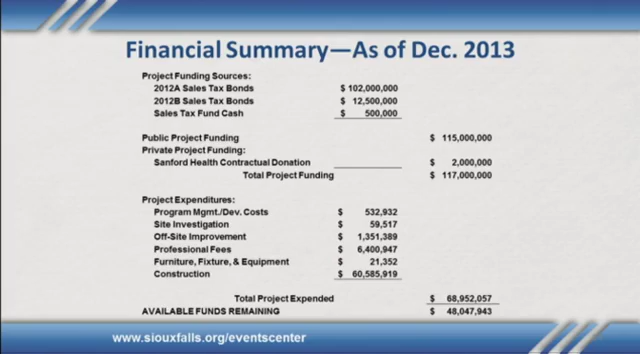 Financial Summary—As of Dec. 2013
Project Funding Sources:
2012A Sales Tax Bonds $ 102,000,000
2012B Sales Tax Bonds $ 12,500,000
Sales Tax Fund Cash $ 500,000
Public Project Funding $ 115,000,000
Private Project Funding:
Sanford Health Contractual Donation $ 2,000,000
Total Project Funding $ 117,000,000
Project Expenditures:
Program Mgmt./Dev. Costs $ 532,932
Site Investigation $ 59,517
Off-Site Improvement $ 1,351,389
Professional Fees $ 6,400,947
Furniture, Fixture, & Equipment $ 21,352
Construction $ 60,585,919
Total Project Expended $ 68,952,057
AVAILABLE FUNDS REMAINING $ 48,047,943
www.siouxfalls.org/eventscenter